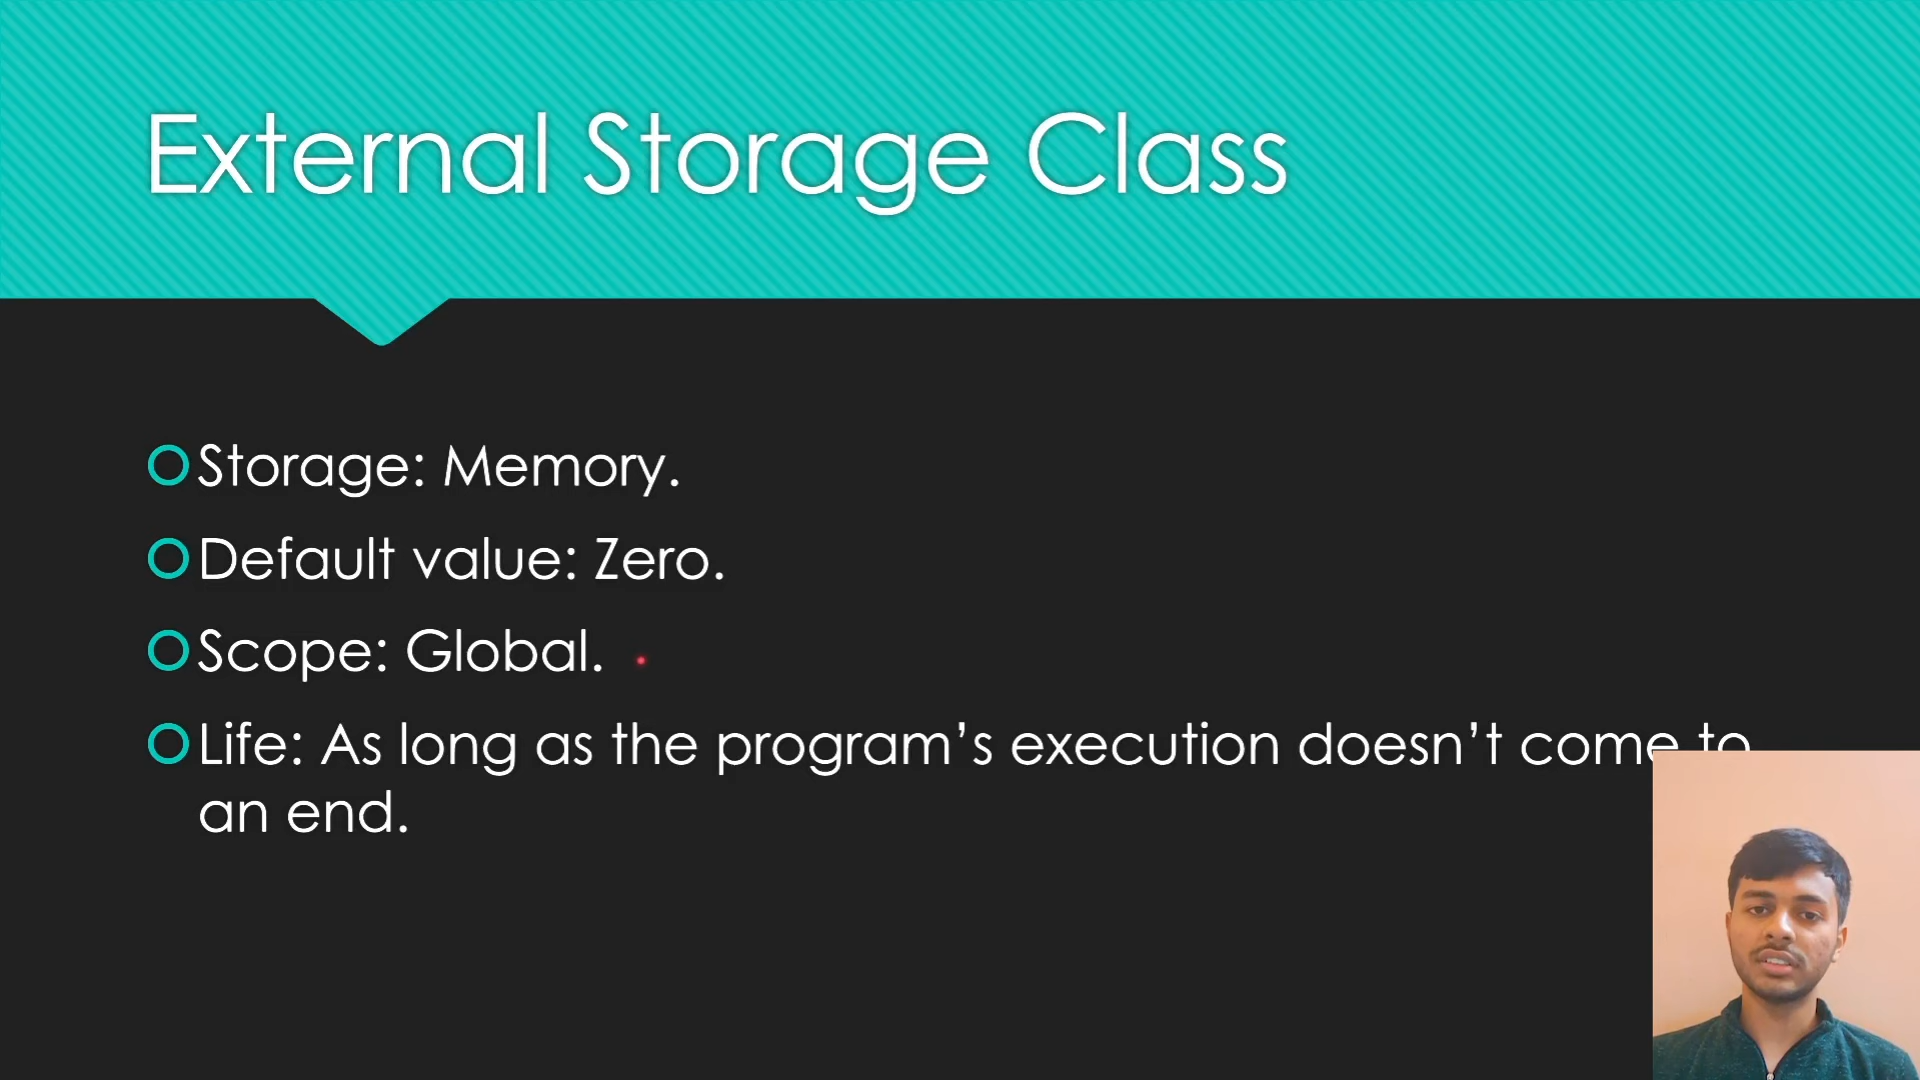 External Storage Class
Storage: Memory.
Default value: Zero.
Scope: Global.
Life: As long as the program’s execution doesn’t come to
an end.